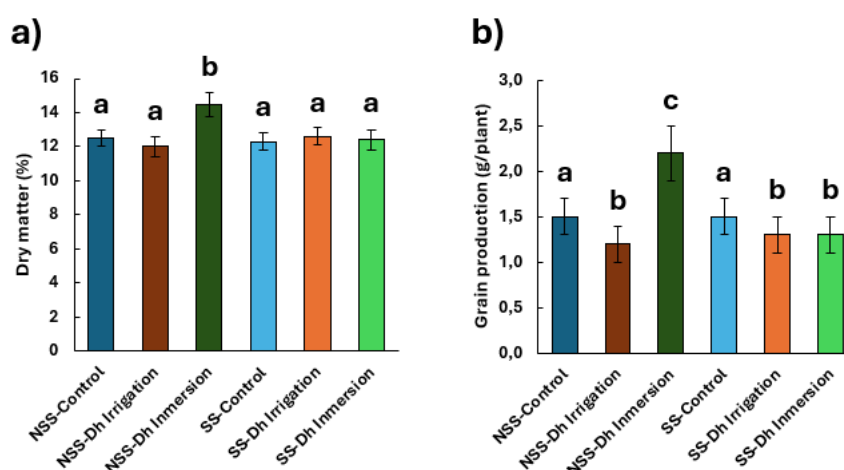 a)
b)
Dry matter (%)
16
14
12
10
8
6
4
2
0
a
a
b
a
a
a
NSS-Control
NSS-Dh Irrigation
NSS-Dh Inmersion
SS-Control
SS-Dh Irrigation
SS-Dh Inmersion
Grain production (g/plant)
3,0
2,5
2,0
1,5
1,0
0,5
0,0
a
b
c
a
b
b
NSS-Control
NSS-Dh Irrigation
NSS-Dh Inmersion
SS-Control
SS-Dh Irrigation
SS-Dh Inmersion